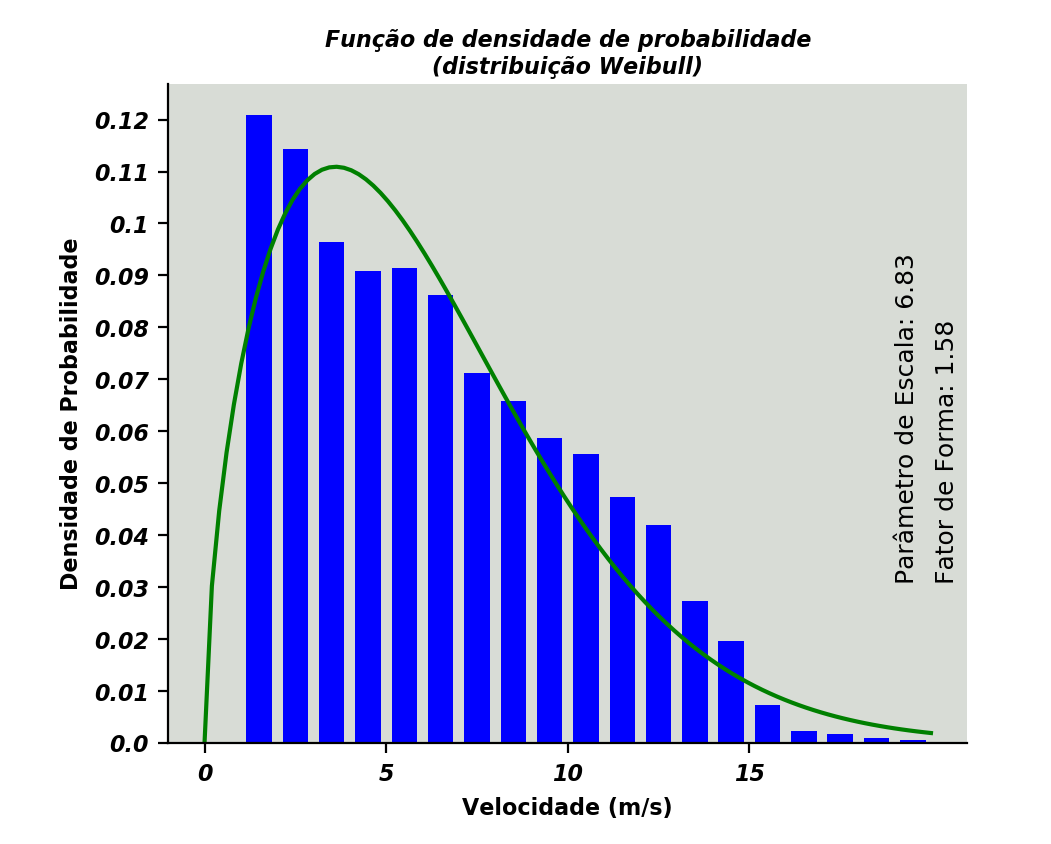 Função de densidade de probabilidade
(distribuição Weibull)
0.12
0.11
0.1
0.09
0.08
0.07
0.06
0.05
0.04
0.03
0.02
0.01
0.0
Densidade de Probabilidade
0
5
10
15
Velocidade (m/s)
Parâmetro de Escala: 6.83
Fator de Forma: 1.58